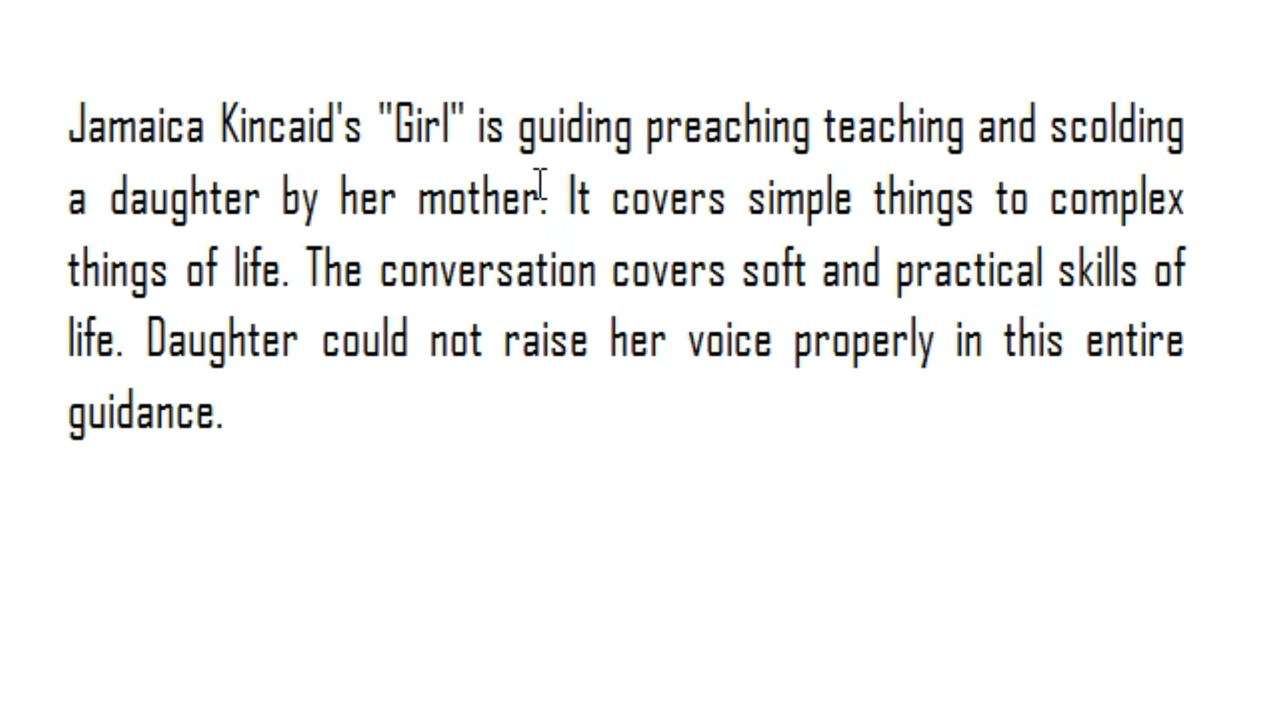 Jamaica Kincaid's "Girl" is guiding preaching teaching and scolding
a daughter by her mother. It covers simple things to complex
things of life. The conversation covers soft and practical skills of
life. Daughter could not raise her voice properly in this entire
guidance.